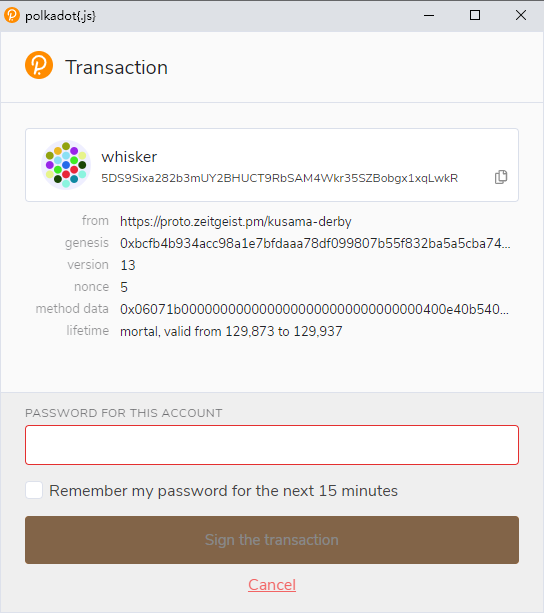 polkadot{.js}
Transaction
whisker
5DS9Sixa282b3mUY2BHUCT9RbSAM4Wkr35SZBobgx1xqLwkR
from https://proto.zeitgeist.pm/kusama-derby
genesis 0xbcfb4b934acc98a1e7bfdaaa78df099807b55f832ba5a5cba74...
version 13
nonce 5
method data 0x06071b00000000000000000000000000000000400e40b540...
lifetime mortal, valid from 129,873 to 129,937
PASSWORD FOR THIS ACCOUNT
Remember my password for the next 15 minutes
Sign the transaction
Cancel